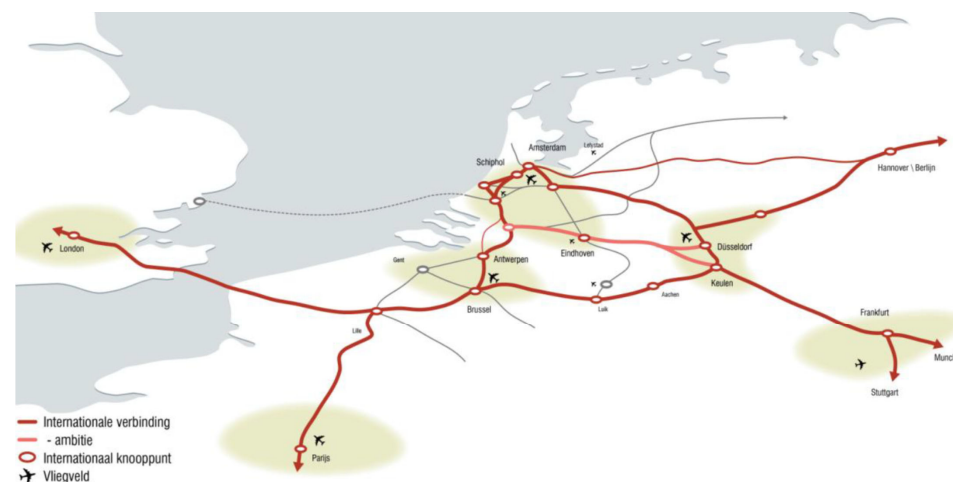 Amsterdam
Lelystad
Schiphol
Hannover \ Berlijn
London
Gent
Antwerpen
Eindhoven
Düsseldorf
Keulen
Aachen
Luik
Brussel
Lille
Frankfurt
Munch
Stuttgart
Parijs
Internationale verbinding
- ambitie
Internationaal knooppunt
Vliegveld